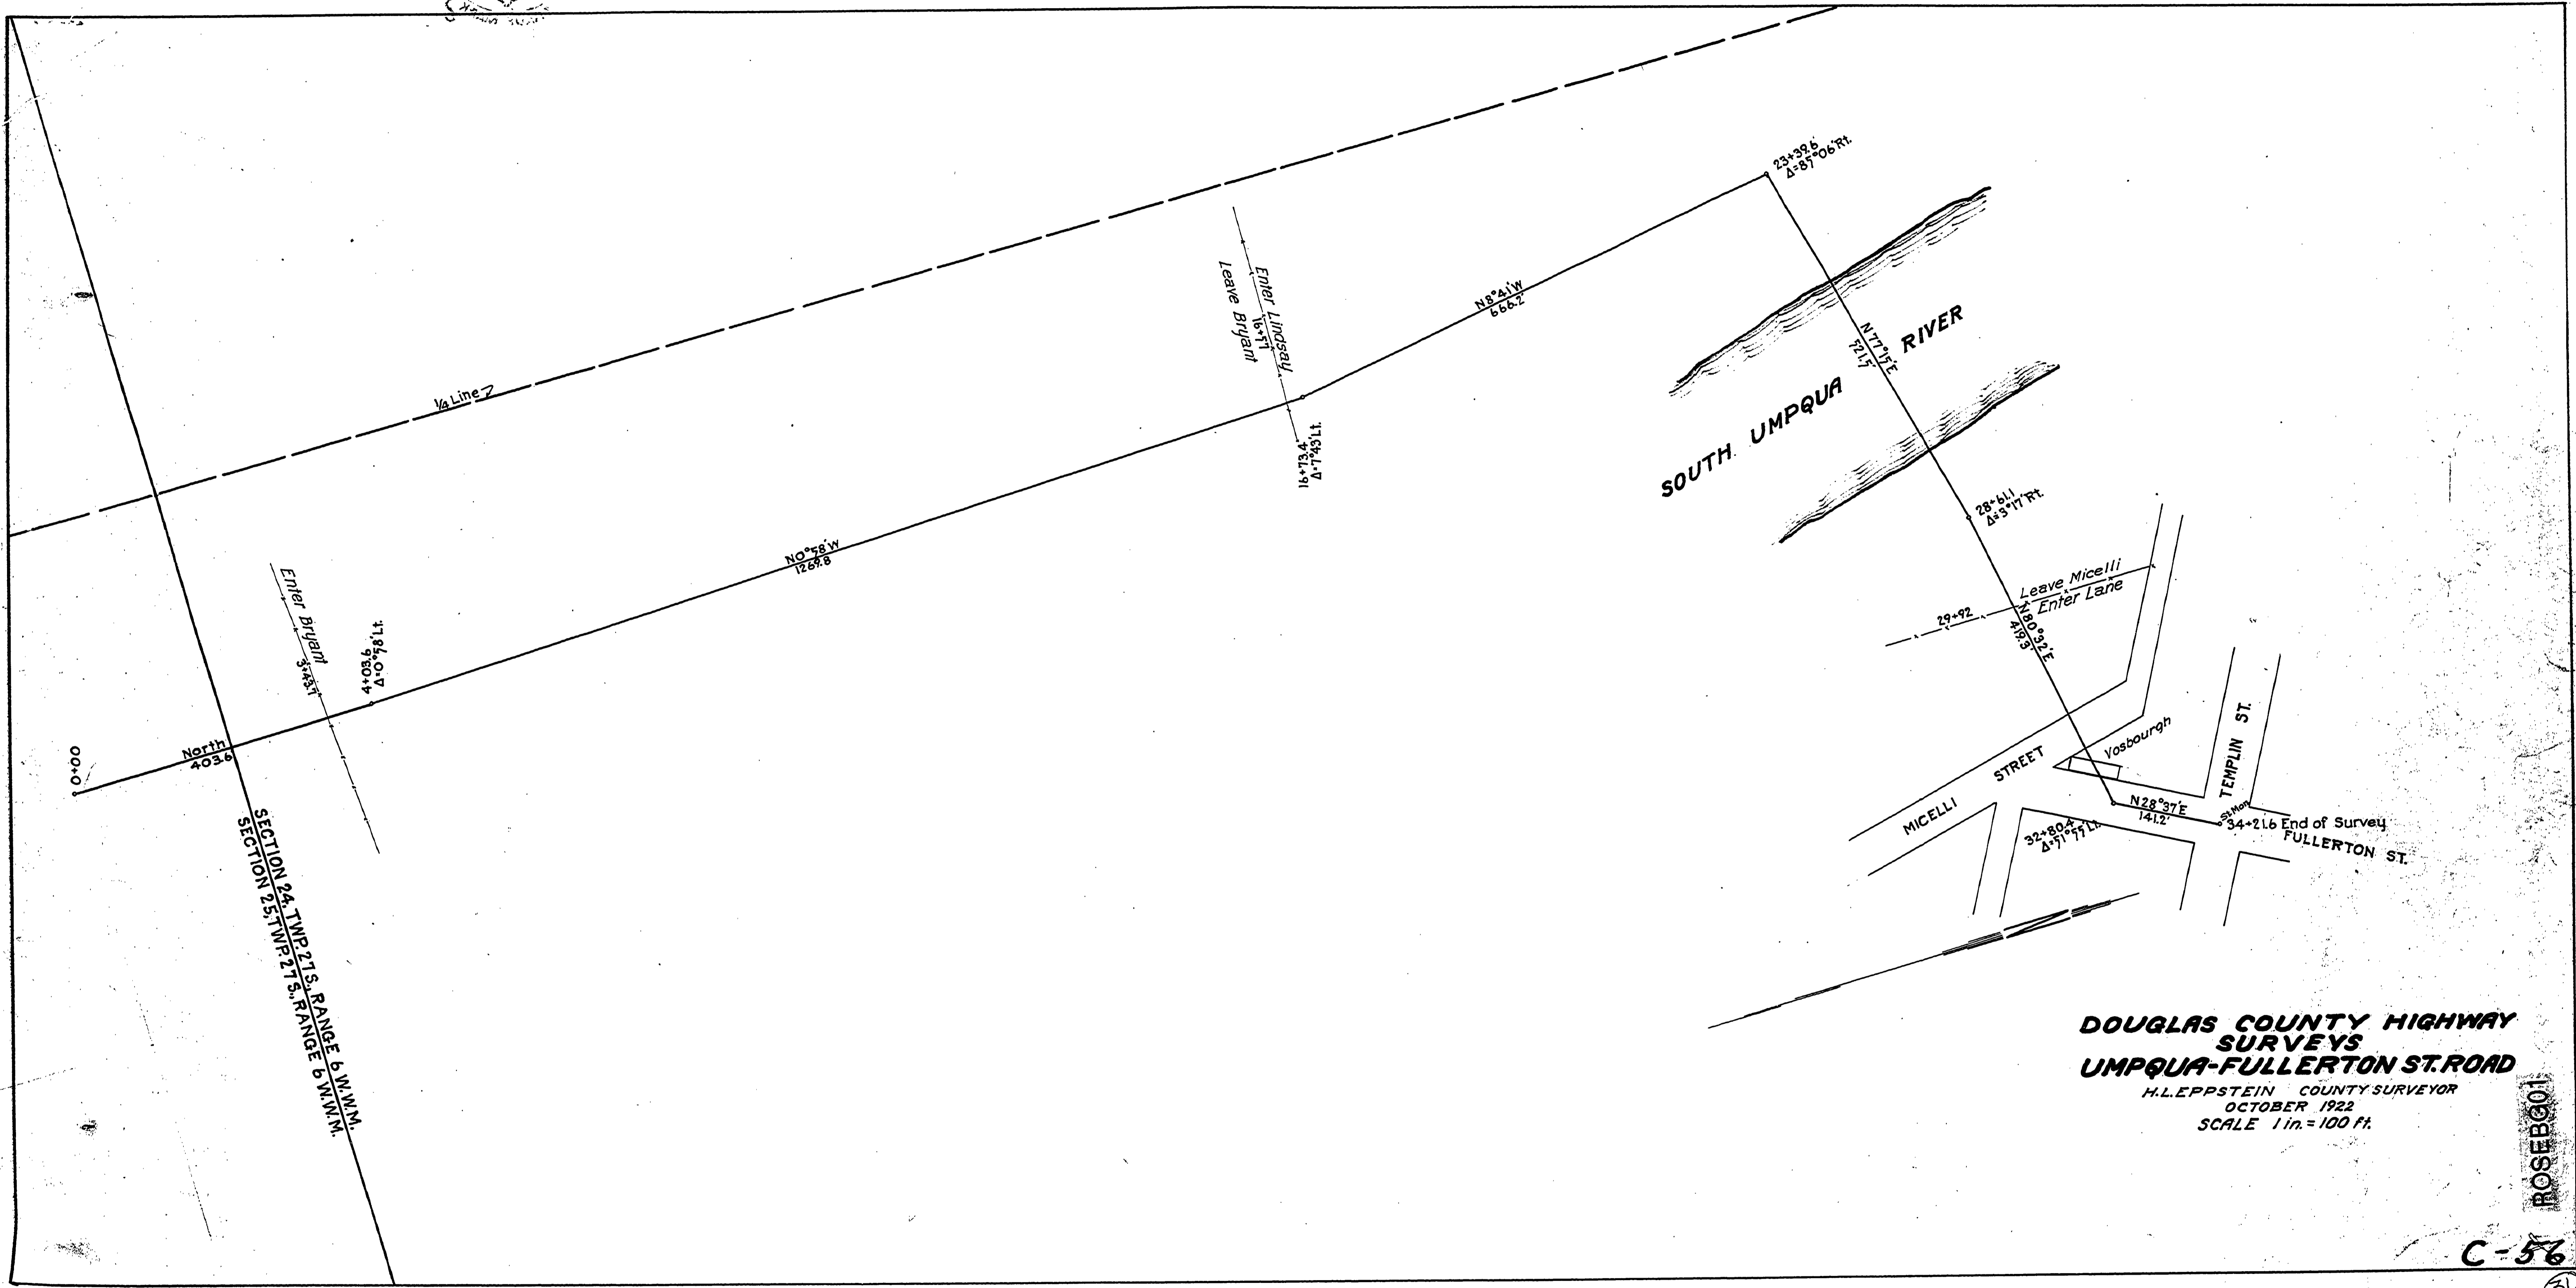 ¼ Line
0+00
North
403.6
Enter Bryant
3+43.7
4+03.6
Δ=0°58'Lt.
SECTION 24, TWP. 27 S., RANGE 6 W.W.M.
SECTION 25, TWP. 27 S., RANGE 6 W.W.M.
N0°58'W
1269.8
Enter Lindsay
16+57
Leave Bryant
16+73.4
Δ=7°43'Lt.
N8°41'W
666.2'
23+39.6
Δ=85°06'Rt.
SOUTH UMPQUA RIVER
N77°15'E
521.5'
28+61.1
Δ=3°17'Rt.
Leave Micelli
29+92
Enter Lane
N80°32'E
419.3'
MICELLI STREET
Vosbourgh
TEMPLIN ST.
N28°37'E
141.2'
32+80.4
Δ=51°55'Lt.
St. Mon.
34+21.6 End of Survey
FULLERTON ST.
DOUGLAS COUNTY HIGHWAY
SURVEYS
UMPQUA-FULLERTON ST. ROAD
H.L. EPPSTEIN COUNTY SURVEYOR
OCTOBER 1922
SCALE 1 in. = 100 ft.
ROSEBG01
C-56